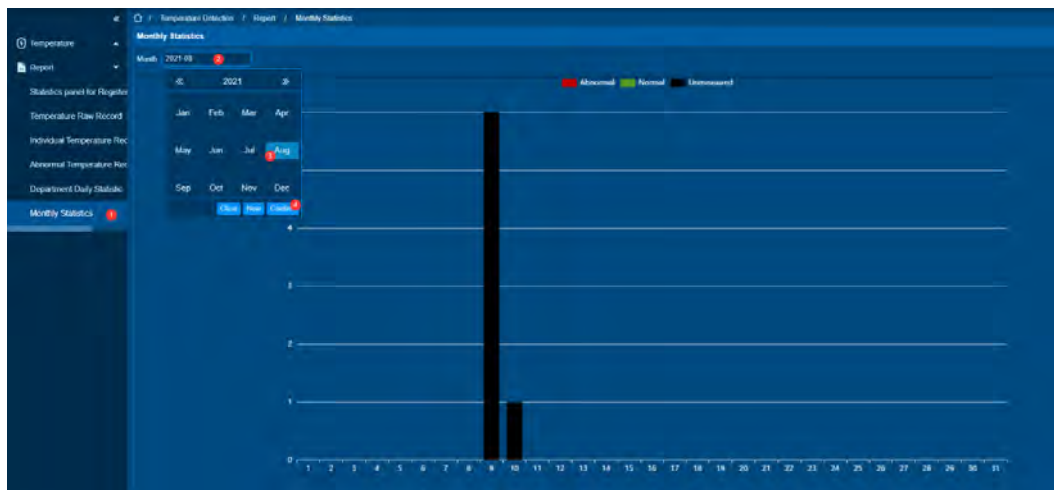 «
/ Temperature Detection / Report / Monthly Statistics
Monthly Statistics
Temperature
Month 2021-08 2
Report
« 2021 »
Abnormal Normal Unmeasured
Statistics panel for Register
Jan Feb Mar Apr
Temperature Raw Record
Individual Temperature Rec
May Jun Jul Aug
3
Abnormal Temperature Rec
Department Daily Statistic
Sep Oct Nov Dec
Monthly Statistics 1
Clear Now 4
4
3
2
1
0
1 2 3 4 5 6 7 8 9 10 11 12 13 14 15 16 17 18 19 20 21 22 23 24 25 26 27 28 29 30 31